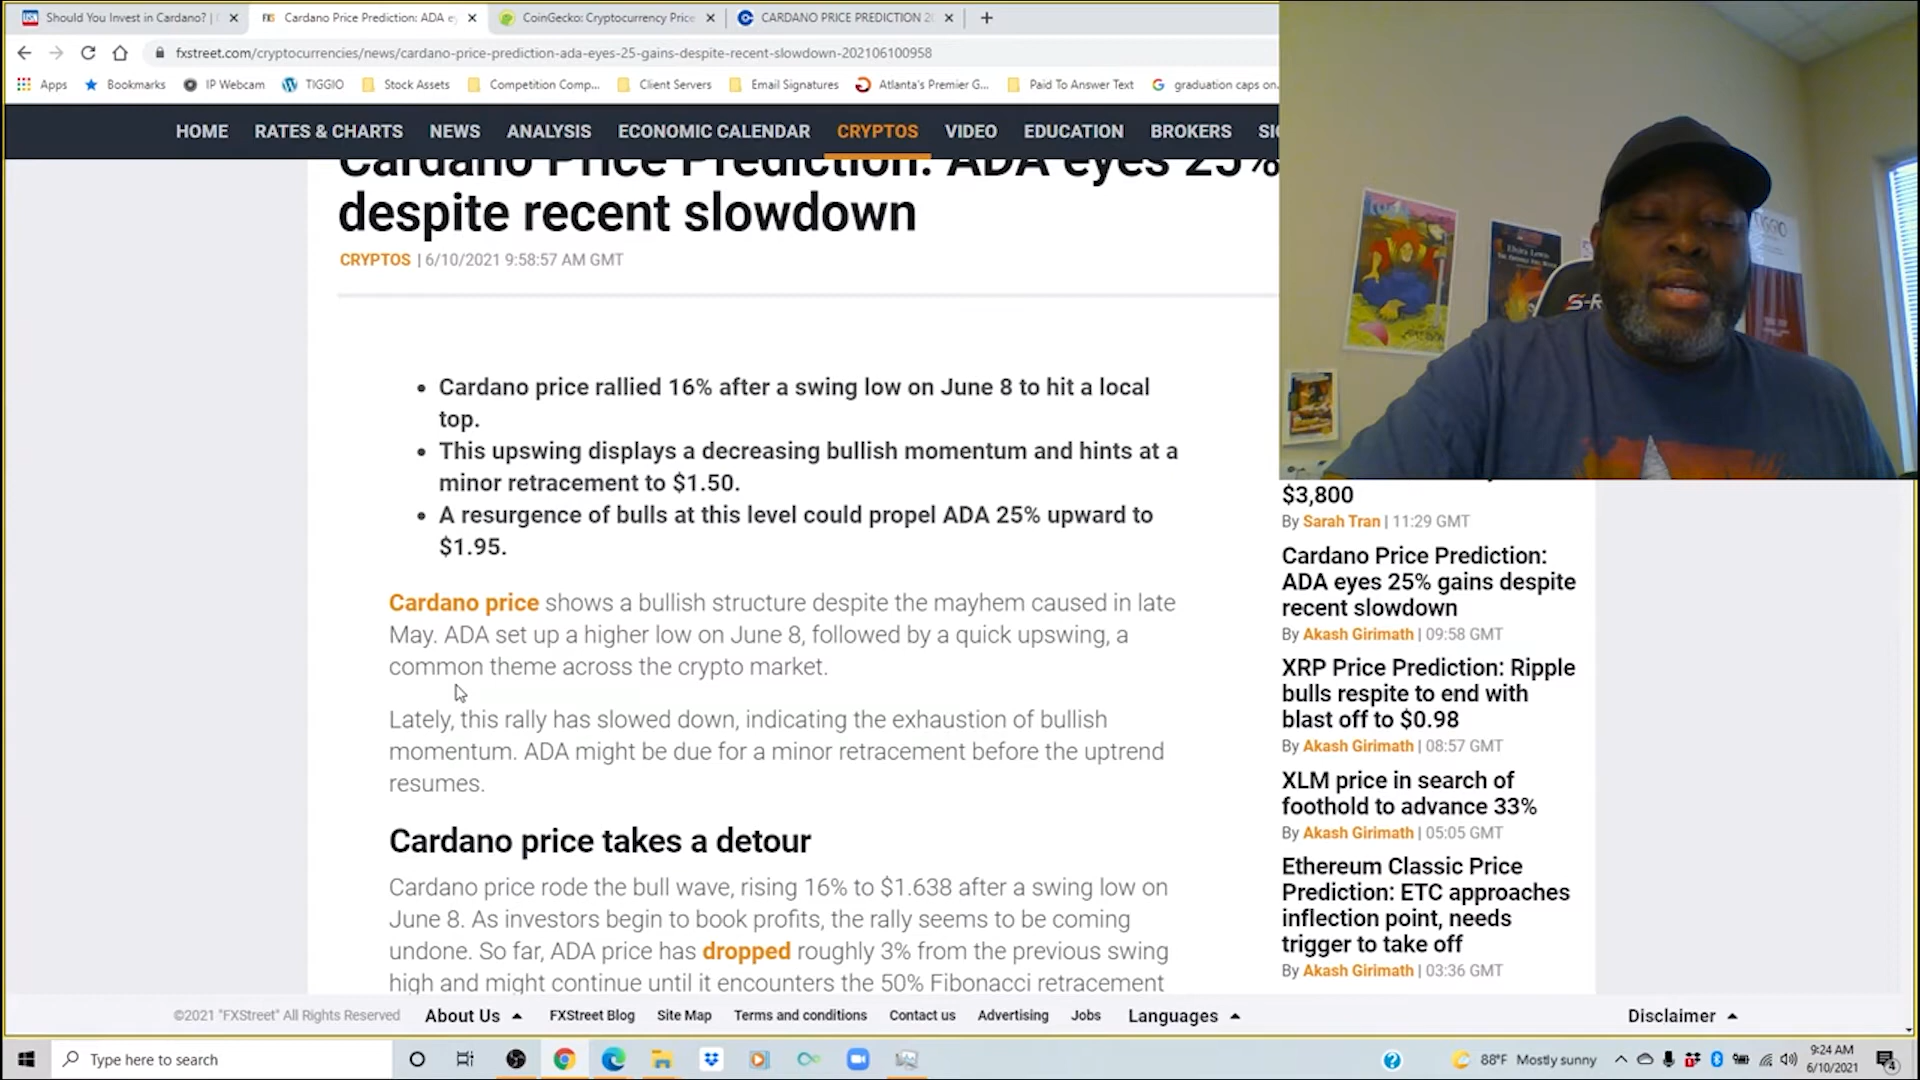 Should You Invest in Cardano? |
FXS Cardano Price Prediction: ADA ey
CoinGecko: Cryptocurrency Price
CARDANO PRICE PREDICTION 2
fxstreet.com/cryptocurrencies/news/cardano-price-prediction-ada-eyes-25-gains-despite-recent-slowdown-202106100958
Apps Bookmarks IP Webcam TIGGIO Stock Assets Competition Comp... Client Servers Email Signatures Atlanta's Premier G... Paid To Answer Text graduation caps on.
HOME RATES & CHARTS NEWS ANALYSIS ECONOMIC CALENDAR CRYPTOS VIDEO EDUCATION BROKERS SI
Cardano Price Prediction: ADA eyes 25%
despite recent slowdown
CRYPTOS | 6/10/2021 9:58:57 AM GMT
• Cardano price rallied 16% after a swing low on June 8 to hit a local
top.
• This upswing displays a decreasing bullish momentum and hints at a
minor retracement to $1.50.
• A resurgence of bulls at this level could propel ADA 25% upward to
$1.95.
Cardano price shows a bullish structure despite the mayhem caused in late
May. ADA set up a higher low on June 8, followed by a quick upswing, a
common theme across the crypto market.
Lately, this rally has slowed down, indicating the exhaustion of bullish
momentum. ADA might be due for a minor retracement before the uptrend
resumes.
Cardano price takes a detour
Cardano price rode the bull wave, rising 16% to $1.638 after a swing low on
June 8. As investors begin to book profits, the rally seems to be coming
undone. So far, ADA price has dropped roughly 3% from the previous swing
high and might continue until it encounters the 50% Fibonacci retracement
TIGGIO
S-R
$3,800
By Sarah Tran | 11:29 GMT
Cardano Price Prediction:
ADA eyes 25% gains despite
recent slowdown
By Akash Girimath | 09:58 GMT
XRP Price Prediction: Ripple
bulls respite to end with
blast off to $0.98
By Akash Girimath | 08:57 GMT
XLM price in search of
foothold to advance 33%
By Akash Girimath | 05:05 GMT
Ethereum Classic Price
Prediction: ETC approaches
inflection point, needs
trigger to take off
By Akash Girimath | 03:36 GMT
©2021 "FXStreet" All Rights Reserved About Us FXStreet Blog Site Map Terms and conditions Contact us Advertising Jobs Languages Disclaimer
Type here to search
88°F Mostly sunny
9:24 AM
6/10/2021
4